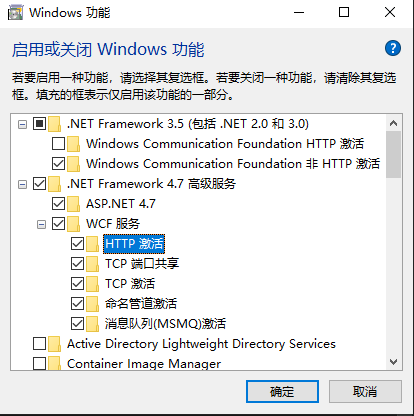 Windows 功能
启用或关闭 Windows 功能
若要启用一种功能，请选择其复选框。若要关闭一种功能，请清除其复选
框。填充的框表示仅启用该功能的一部分。
.NET Framework 3.5 (包括 .NET 2.0 和 3.0)
Windows Communication Foundation HTTP 激活
Windows Communication Foundation 非 HTTP 激活
.NET Framework 4.7 高级服务
ASP.NET 4.7
WCF 服务
HTTP 激活
TCP 端口共享
TCP 激活
命名管道激活
消息队列(MSMQ)激活
Active Directory Lightweight Directory Services
Container Image Manager
确定
取消